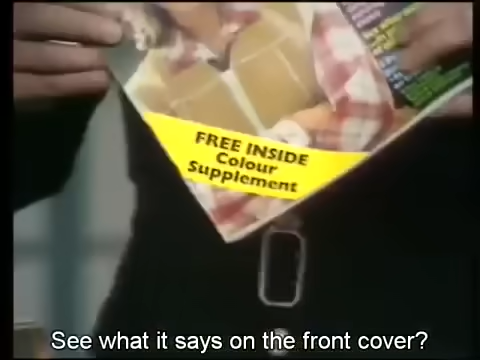 FREE INSIDE
Colour
Supplement
See what it says on the front cover?